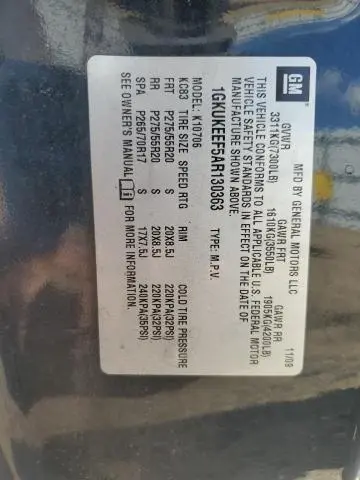 GM
MFD BY GENERAL MOTORS LLC 11/09
GVWR GAWR FRT GAWR RR
3311KG(7300LB) 1610KG(3550LB) 1905KG(4200LB)
THIS VEHICLE CONFORMS TO ALL APPLICABLE U.S. FEDERAL MOTOR
VEHICLE SAFETY STANDARDS IN EFFECT ON THE DATE OF
MANUFACTURE SHOWN ABOVE.
1GKUKEEF5AR130363 TYPE: M.P.V.
MODEL: K10706
KC83 TIRE SIZE SPEED RTG RIM COLD TIRE PRESSURE
FRT P275/55R20 S 20X8.5J 220KPA(32PSI)
RR P275/55R20 S 20X8.5J 220KPA(32PSI)
SPA P265/70R17 S 17X7.5J 240KPA(35PSI)
SEE OWNER'S MANUAL FOR MORE INFORMATION.